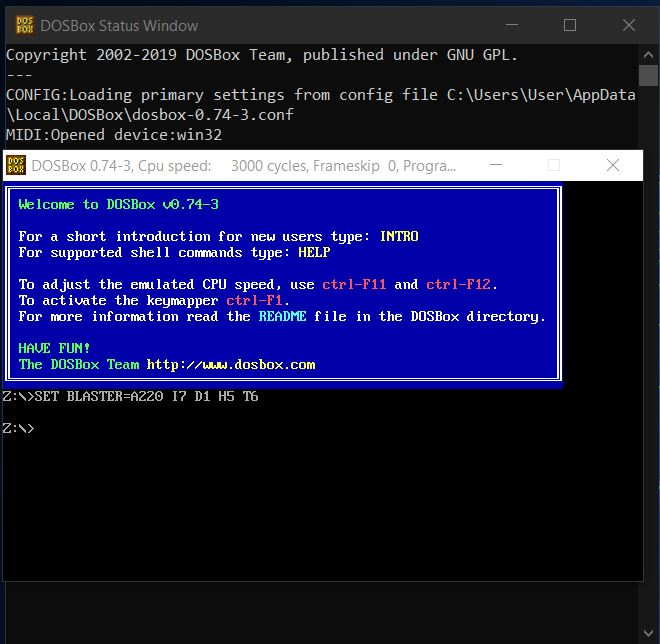 DOSBox Status Window
Copyright 2002-2019 DOSBox Team, published under GNU GPL.
---
CONFIG:Loading primary settings from config file C:\Users\User\AppData
\Local\DOSBox\dosbox-0.74-3.conf
MIDI:Opened device:win32
DOSBox 0.74-3, Cpu speed: 3000 cycles, Frameskip 0, Progra...
Welcome to DOSBox v0.74-3
For a short introduction for new users type: INTRO
For supported shell commands type: HELP
To adjust the emulated CPU speed, use ctrl-F11 and ctrl-F12.
To activate the keymapper ctrl-F1.
For more information read the README file in the DOSBox directory.
HAVE FUN!
The DOSBox Team http://www.dosbox.com
Z:\>SET BLASTER=A220 I7 D1 H5 T6
Z:\>